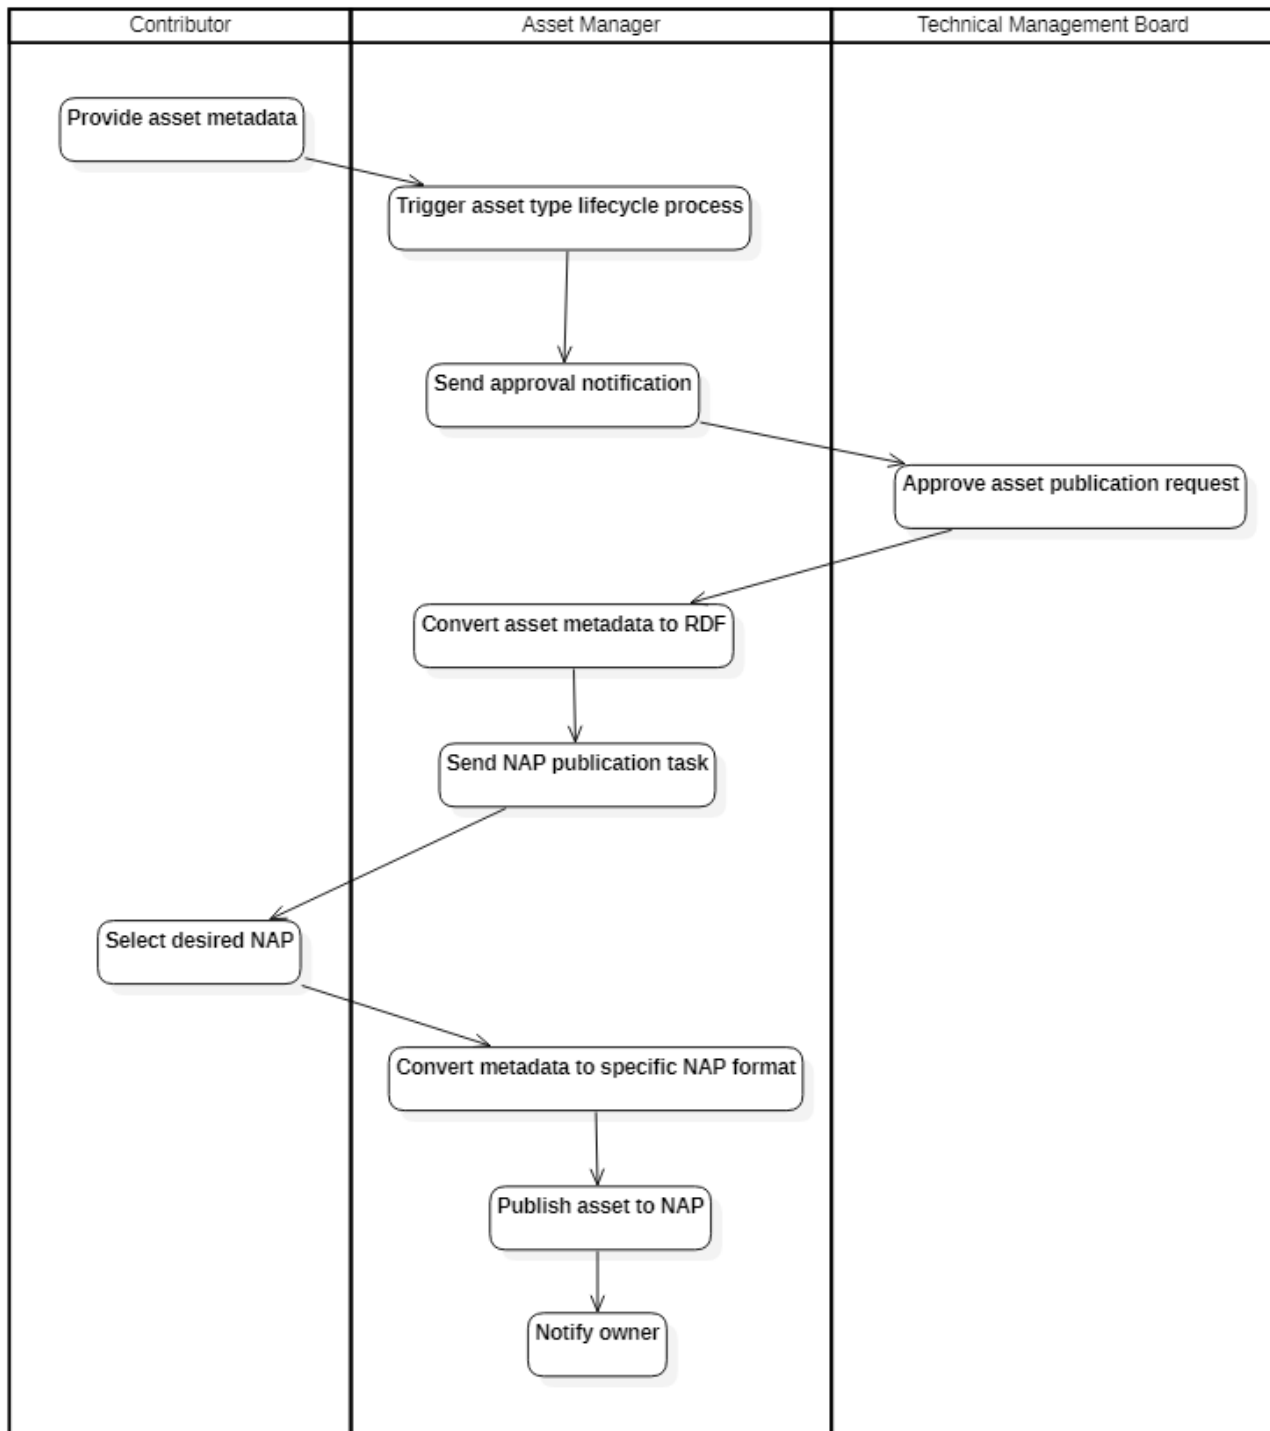 Contributor
Asset Manager
Technical Management Board
Provide asset metadata
Trigger asset type lifecycle process
Send approval notification
Approve asset publication request
Convert asset metadata to RDF
Send NAP publication task
Select desired NAP
Convert metadata to specific NAP format
Publish asset to NAP
Notify owner